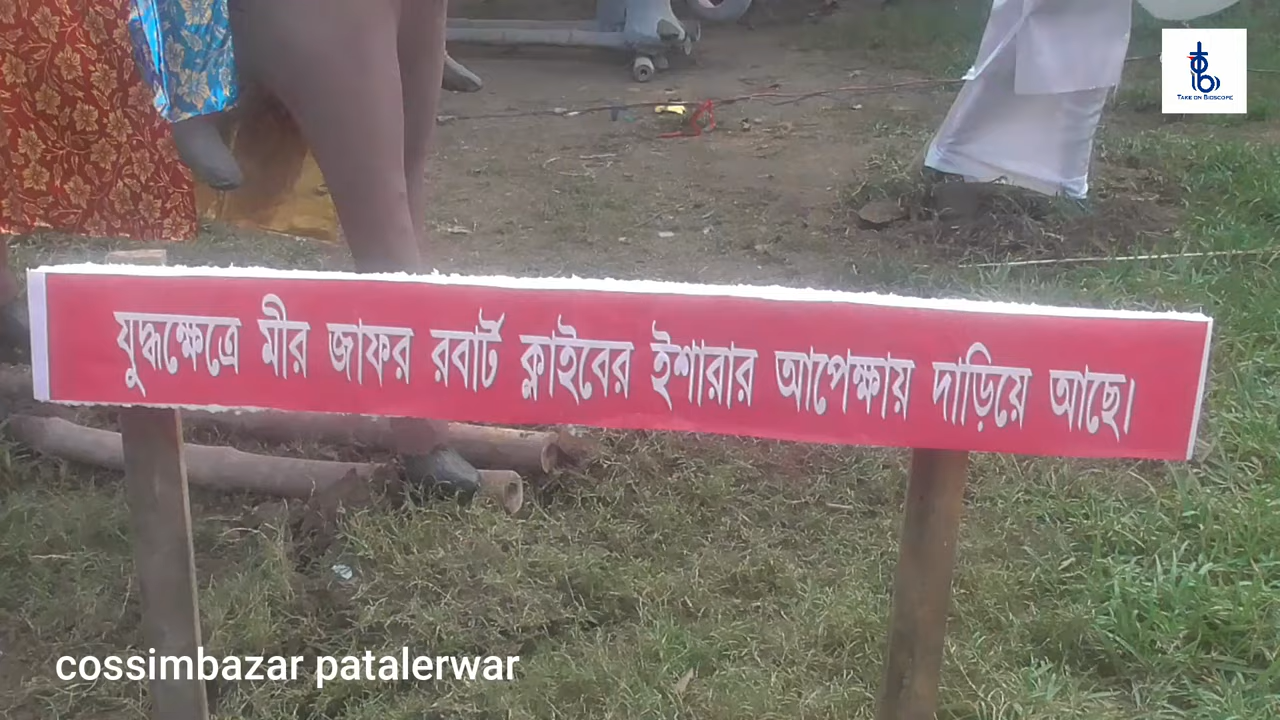 TAKE ON BIOSCOPE
যুদ্ধক্ষেত্রে মীর জাফর রবার্ট ক্লাইবের ইশারার আপেক্ষায় দাড়িয়ে আছে।
cossimbazar patalerwar